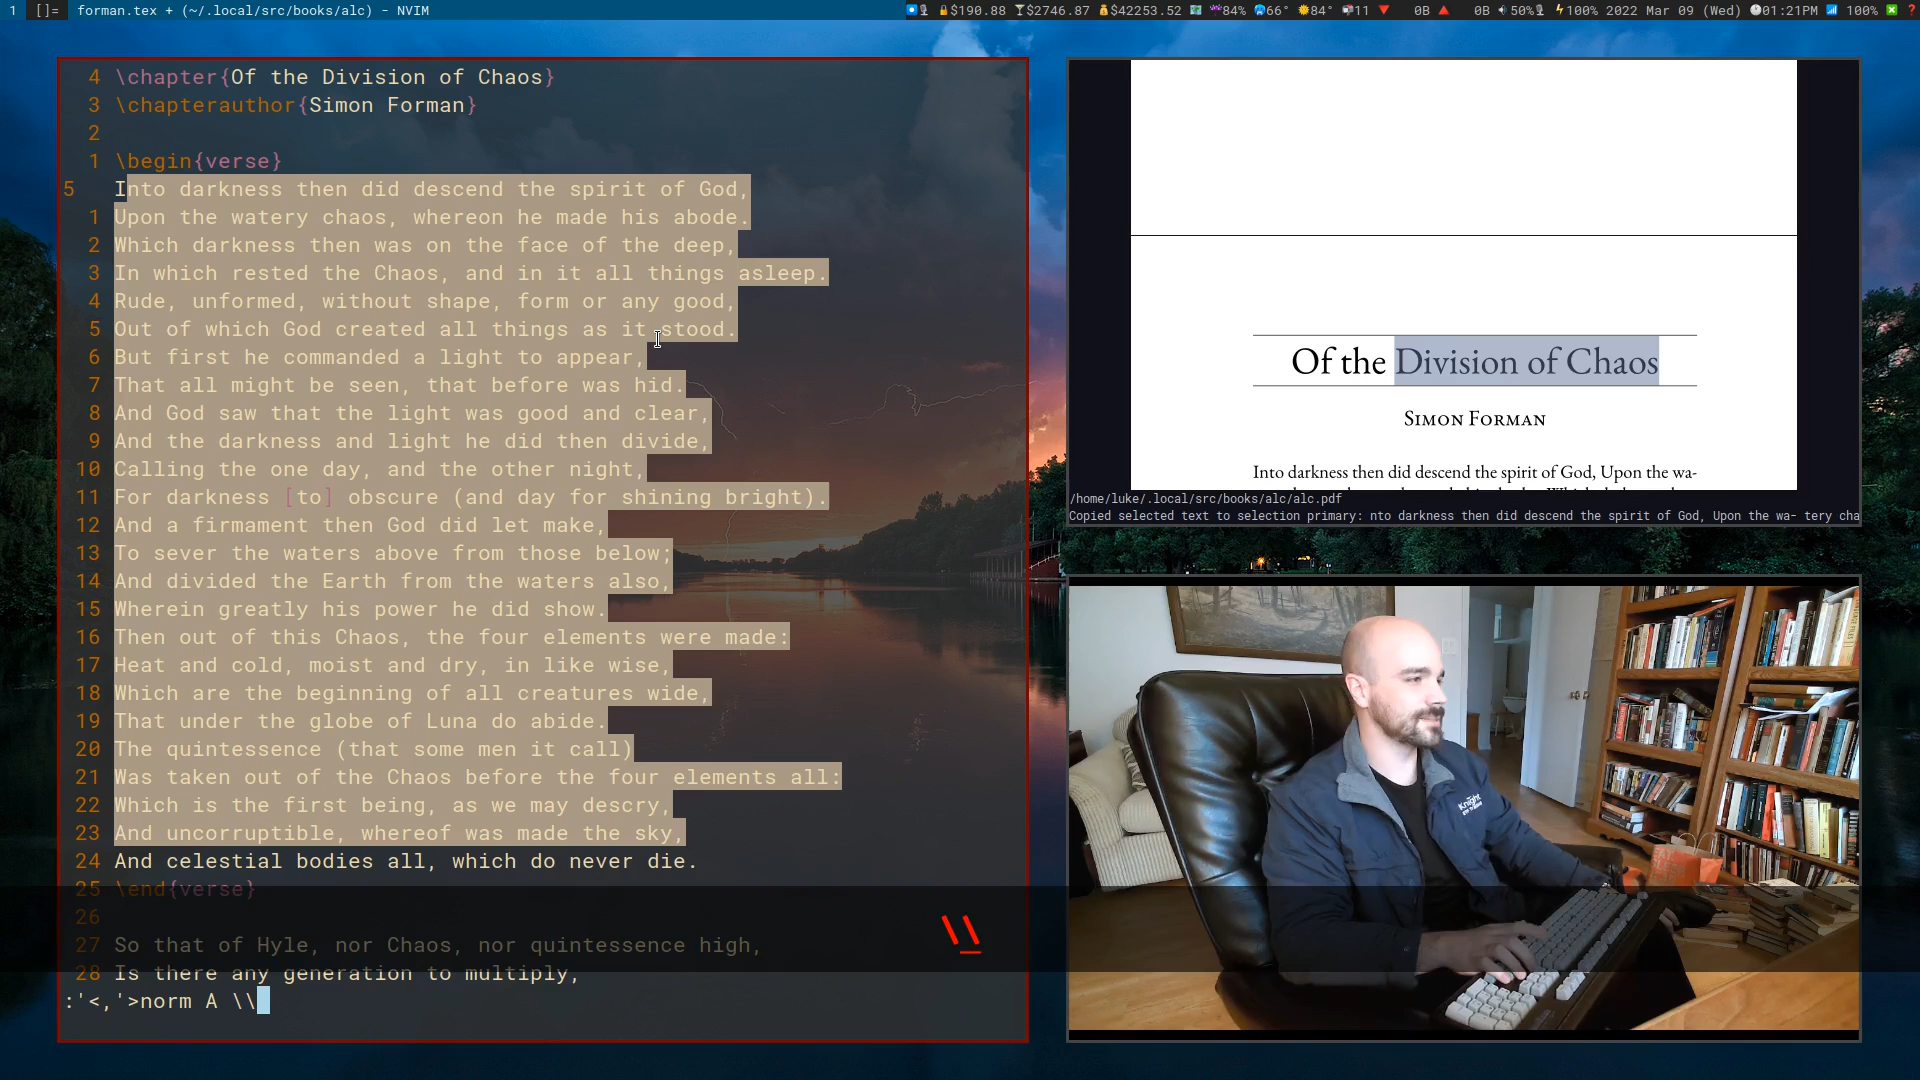 1 []= forman.tex + (~/.local/src/books/alc) - NVIM
$190.88 $2746.87 $42253.52 84% 66° 84° 11 0B 0B 50% 100% 2022 Mar 09 (Wed) 01:21PM 100%
4 \chapter{Of the Division of Chaos}
3 \chapterauthor{Simon Forman}
2
1 \begin{verse}
5 Into darkness then did descend the spirit of God,
1 Upon the watery chaos, whereon he made his abode.
2 Which darkness then was on the face of the deep,
3 In which rested the Chaos, and in it all things asleep.
4 Rude, unformed, without shape, form or any good,
5 Out of which God created all things as it stood.
6 But first he commanded a light to appear,
7 That all might be seen, that before was hid.
8 And God saw that the light was good and clear,
9 And the darkness and light he did then divide,
10 Calling the one day, and the other night,
11 For darkness [to] obscure (and day for shining bright).
12 And a firmament then God did let make,
13 To sever the waters above from those below;
14 And divided the Earth from the waters also,
15 Wherein greatly his power he did show.
16 Then out of this Chaos, the four elements were made:
17 Heat and cold, moist and dry, in like wise,
18 Which are the beginning of all creatures wide,
19 That under the globe of Luna do abide.
20 The quintessence (that some men it call)
21 Was taken out of the Chaos before the four elements all:
22 Which is the first being, as we may descry,
23 And uncorruptible, whereof was made the sky,
24 And celestial bodies all, which do never die.
25 \end{verse}
26
27 So that of Hyle, nor Chaos, nor quintessence high,
28 Is there any generation to multiply,
:'<,'>norm A \\
\\_
Of the Division of Chaos
Simon Forman
Into darkness then did descend the spirit of God, Upon the wa-
/home/luke/.local/src/books/alc/alc.pdf
Copied selected text to selection primary: nto darkness then did descend the spirit of God, Upon the wa- tery cha
Knight